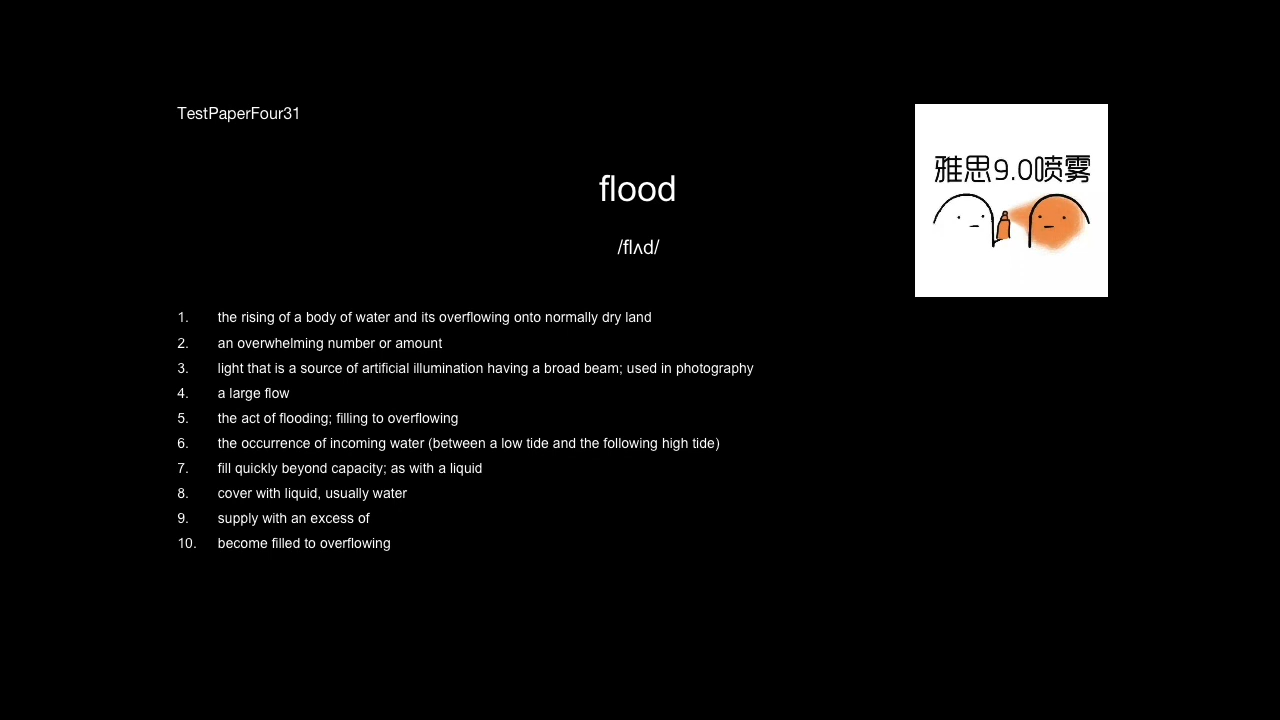 TestPaperFour31
雅思9.0喷雾
flood
/flʌd/
1. the rising of a body of water and its overflowing onto normally dry land
2. an overwhelming number or amount
3. light that is a source of artificial illumination having a broad beam; used in photography
4. a large flow
5. the act of flooding; filling to overflowing
6. the occurrence of incoming water (between a low tide and the following high tide)
7. fill quickly beyond capacity; as with a liquid
8. cover with liquid, usually water
9. supply with an excess of
10. become filled to overflowing